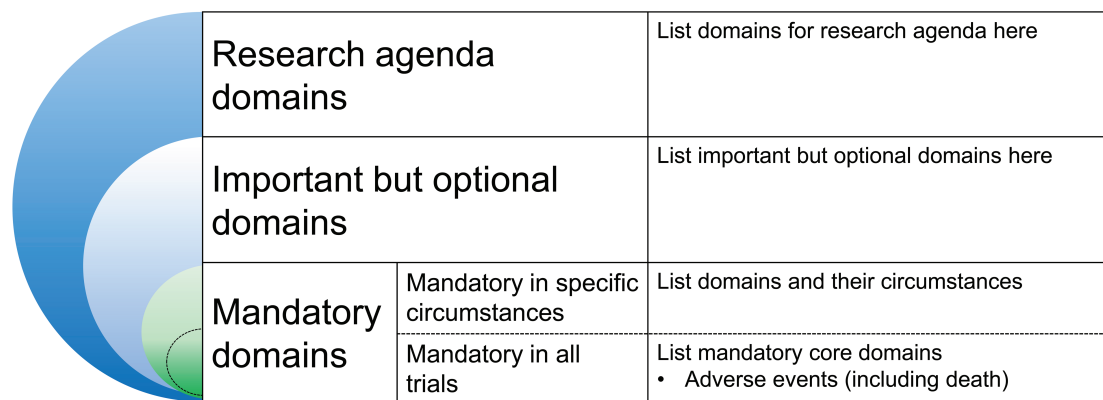 Research agenda
domains
List domains for research agenda here
Important but optional
domains
List important but optional domains here
Mandatory
domains
Mandatory in specific
circumstances
List domains and their circumstances
Mandatory in all
trials
List mandatory core domains
• Adverse events (including death)